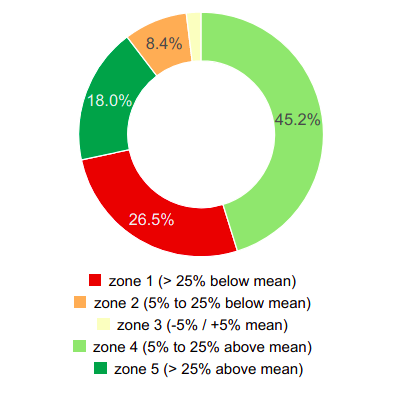 8.4%
45.2%
18.0%
26.5%
zone 1 (> 25% below mean)
zone 2 (5% to 25% below mean)
zone 3 (-5% / +5% mean)
zone 4 (5% to 25% above mean)
zone 5 (> 25% above mean)